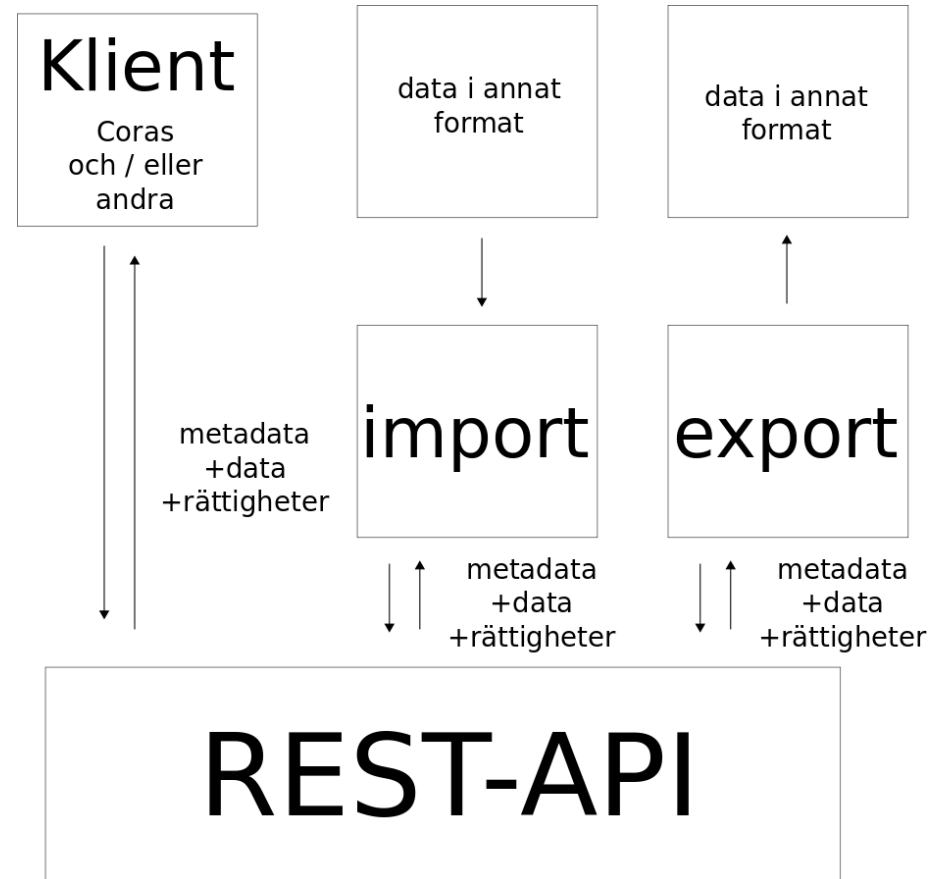 Klient
Coras
och / eller
andra
data i annat
format
data i annat
format
metadata
+data
+rättigheter
import
export
metadata
+data
+rättigheter
metadata
+data
+rättigheter
REST-API